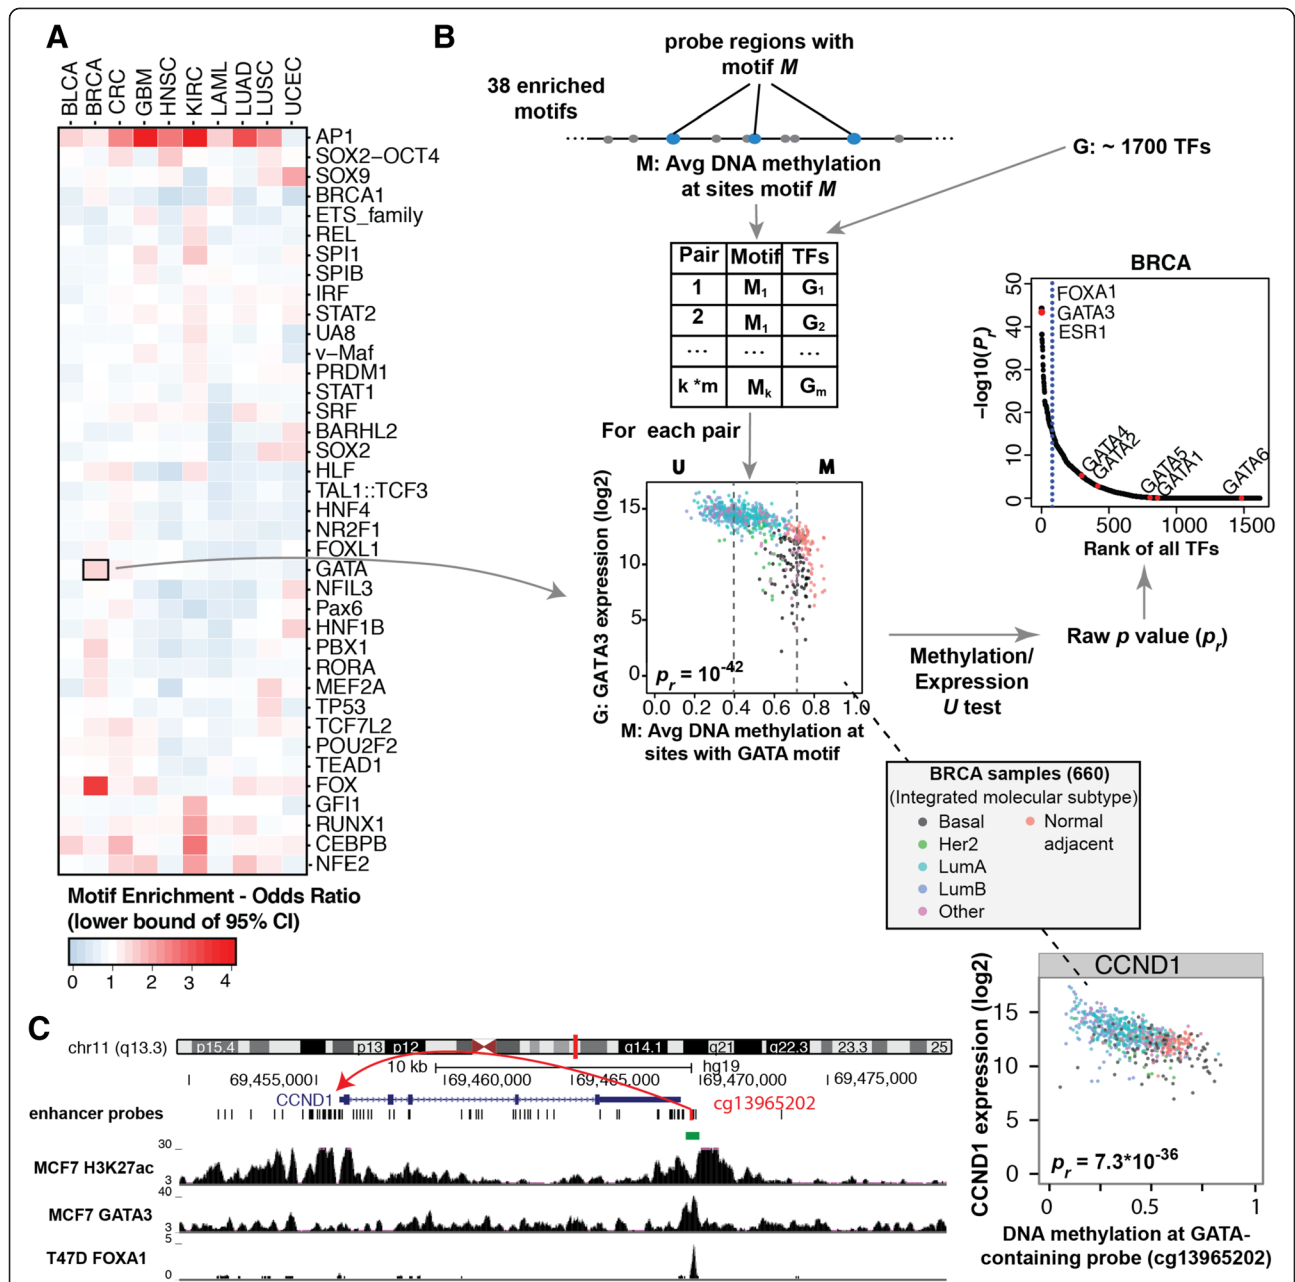 A
BLCA
BRCA
CRC
GBM
HNSC
KIRC
LAML
LUAD
LUSC
UCEC
AP1
SOX2−OCT4
SOX9
BRCA1
ETS_family
REL
SPI1
SPIB
IRF
STAT2
UA8
v−Maf
PRDM1
STAT1
SRF
BARHL2
SOX2
HLF
TAL1::TCF3
HNF4
NR2F1
FOXL1
GATA
NFIL3
Pax6
HNF1B
PBX1
RORA
MEF2A
TP53
TCF7L2
POU2F2
TEAD1
FOX
GFI1
RUNX1
CEBPB
NFE2
Motif Enrichment - Odds Ratio
(lower bound of 95% CI)
0 1 2 3 4
B
probe regions with
motif M
38 enriched
motifs
M: Avg DNA methylation
at sites motif M
G: ~ 1700 TFs
Pair Motif TFs
1 M1 G1
2 M1 G2
... ... ...
k *m Mk Gm
For each pair
U M
G: GATA3 expression (log2)
15
10
5
0
pr = 10-42
0.0 0.2 0.4 0.6 0.8 1.0
M: Avg DNA methylation at
sites with GATA motif
Methylation/
Expression
U test
Raw p value (pr)
BRCA
−log10(Pr)
50
40
30
20
10
0
FOXA1
GATA3
ESR1
GATA4
GATA2
GATA5
GATA1
GATA6
0 500 1000 1500
Rank of all TFs
BRCA samples (660)
(Integrated molecular subtype)
Basal
Her2
LumA
LumB
Other
Normal
adjacent
CCND1
CCND1 expression (log2)
15
10
5
0
pr = 7.3*10-36
0 0.5 1
DNA methylation at GATA-
containing probe (cg13965202)
C
chr11 (q13.3)
p15.4 p13 p12 q14.1 q21 q22.3 23.3 25
10 kb hg19
69,455,000 69,460,000 69,465,000 69,470,000 69,475,000
CCND1
cg13965202
enhancer probes
30
MCF7 H3K27ac
3
40
MCF7 GATA3
3
5
T47D FOXA1
0